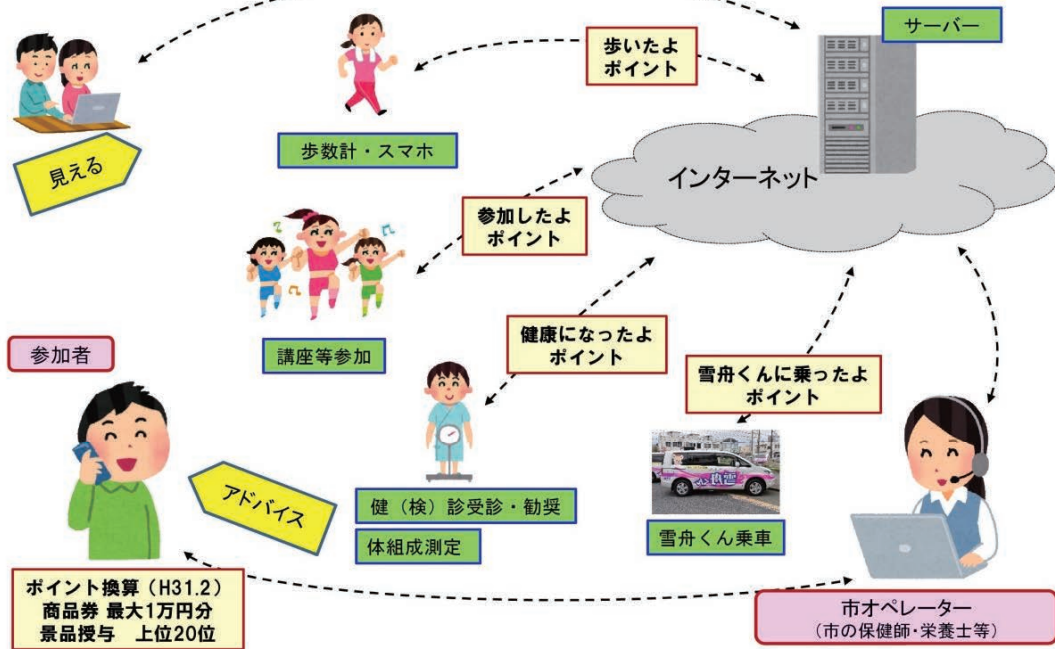 サーバー
歩いたよ
ポイント
見える
歩数計・スマホ
インターネット
参加したよ
ポイント
参加者
講座等参加
健康になったよ
ポイント
雪舟くんに乗ったよ
ポイント
アドバイス
健（検）診受診・勧奨
体組成測定
雪舟くん乗車
ポイント換算（H31.2）
商品券 最大1万円分
景品授与　上位20位
市オペレーター
（市の保健師・栄養士等）